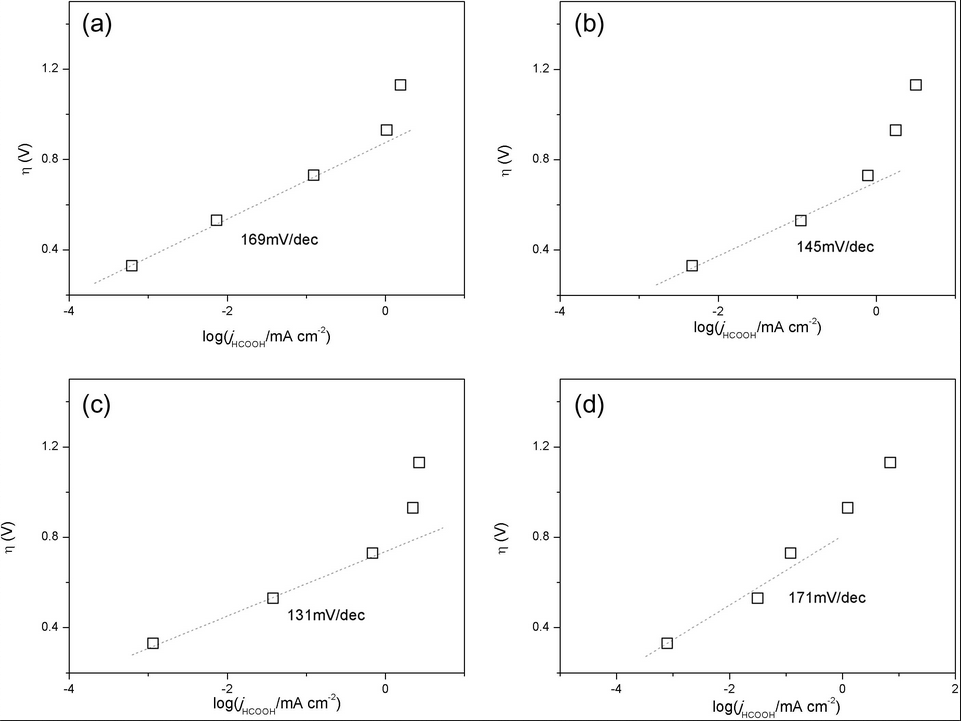 (a)
1.2
0.8
0.4
η (V)
169mV/dec
-4
-2
0
log(jHCOOH/mA cm-2)
(b)
1.2
0.8
0.4
η (V)
145mV/dec
-4
-2
0
log(jHCOOH/mA cm-2)
(c)
1.2
0.8
0.4
η (V)
131mV/dec
-4
-2
0
log(jHCOOH/mA cm-2)
(d)
1.2
0.8
0.4
η (V)
171mV/dec
-4
-2
0
2
log(jHCOOH/mA cm-2)